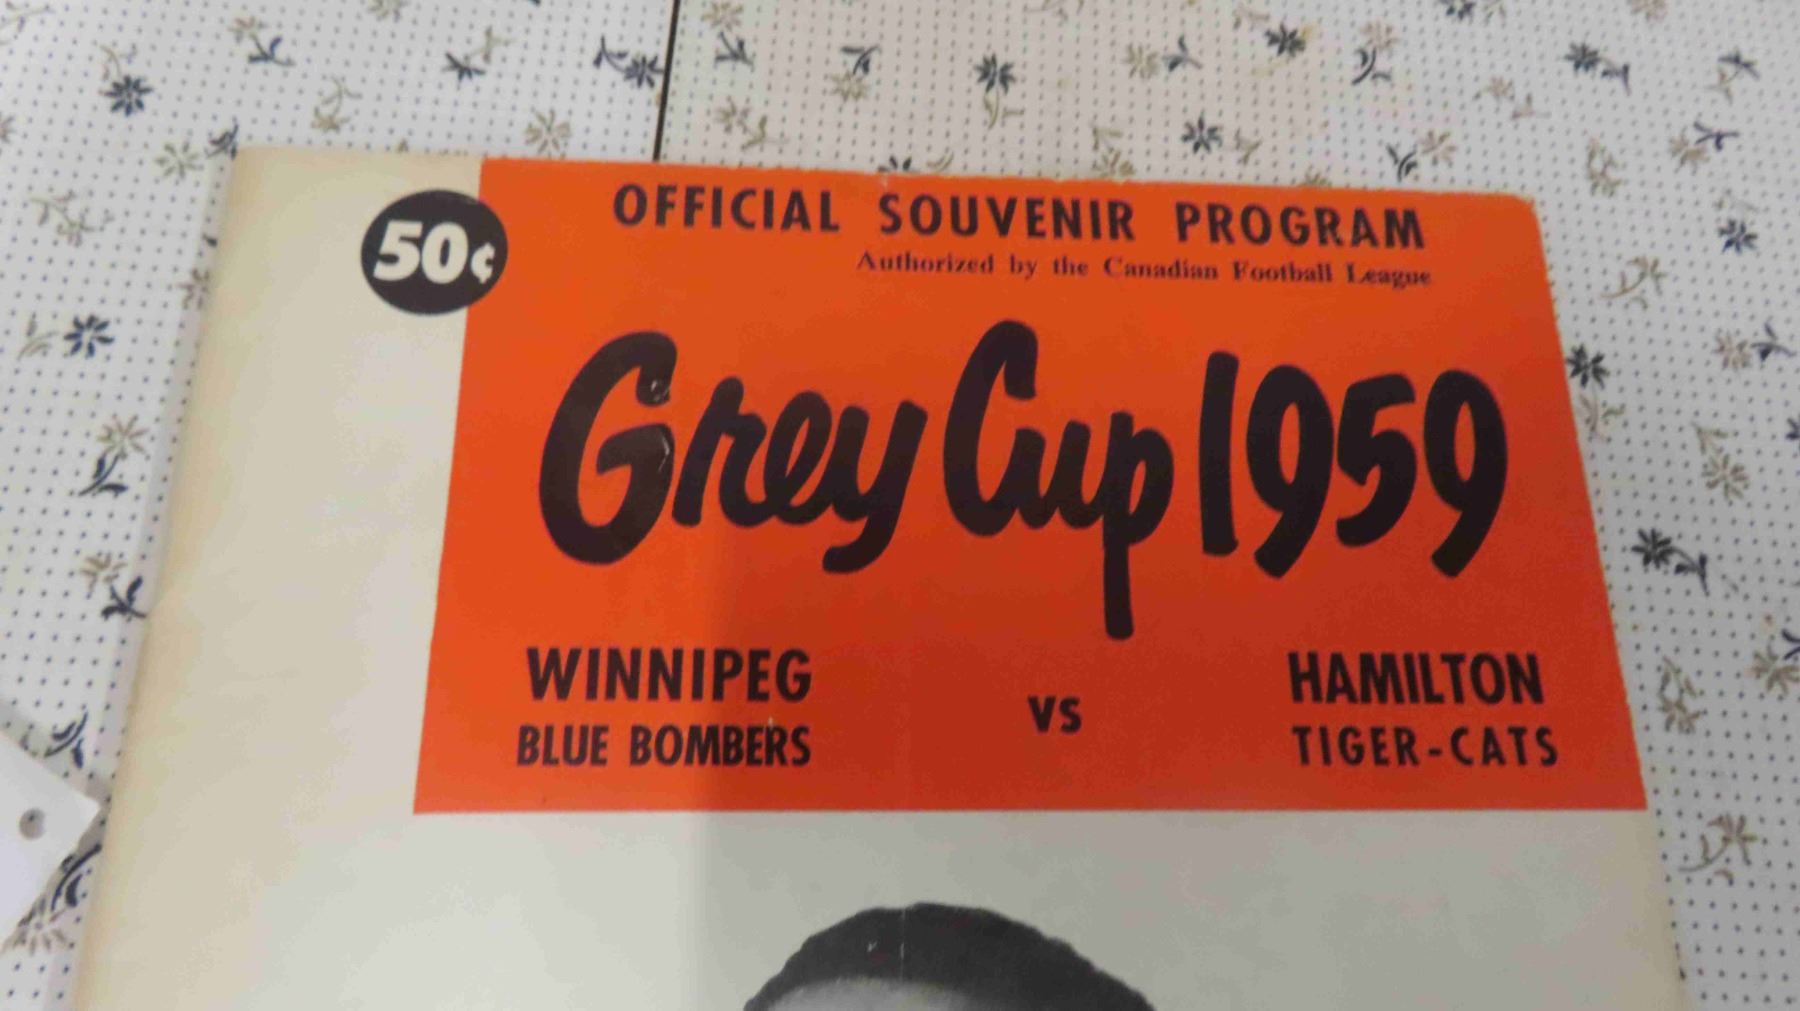 50¢
OFFICIAL SOUVENIR PROGRAM
Authorized by the Canadian Football League
Grey Cup 1959
WINNIPEG
BLUE BOMBERS
vs
HAMILTON
TIGER-CATS